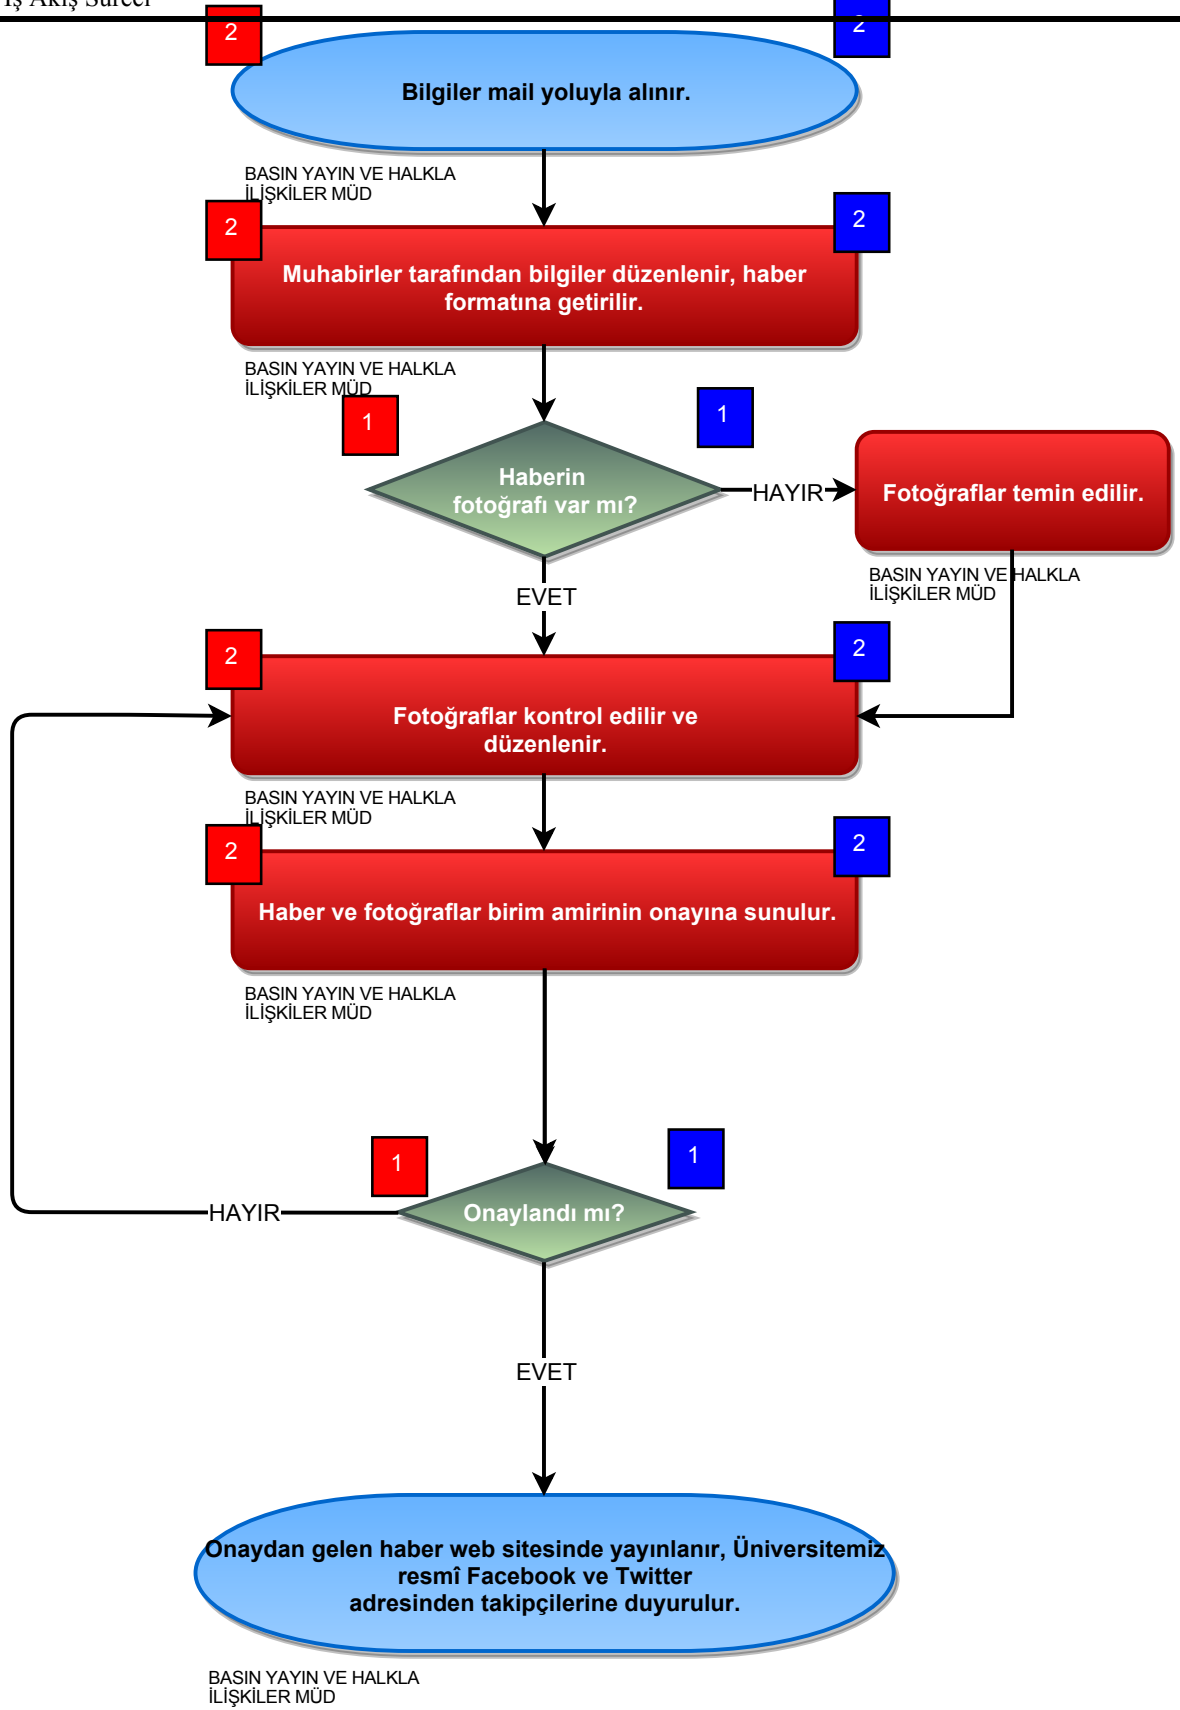 İş Akış Süreci
2
2
Bilgiler mail yoluyla alınır.
BASIN YAYIN VE HALKLA
İLİŞKİLER MÜD
2
2
Muhabirler tarafından bilgiler düzenlenir, haber
formatına getirilir.
BASIN YAYIN VE HALKLA
İLİŞKİLER MÜD
1
1
Haberin
fotoğrafı var mı?
HAYIR
Fotoğraflar temin edilir.
BASIN YAYIN VE HALKLA
İLİŞKİLER MÜD
EVET
2
2
Fotoğraflar kontrol edilir ve
düzenlenir.
BASIN YAYIN VE HALKLA
İLİŞKİLER MÜD
2
2
Haber ve fotoğraflar birim amirinin onayına sunulur.
BASIN YAYIN VE HALKLA
İLİŞKİLER MÜD
1
1
Onaylandı mı?
HAYIR
EVET
Onaydan gelen haber web sitesinde yayınlanır, Üniversitemiz
resmî Facebook ve Twitter
adresinden takipçilerine duyurulur.
BASIN YAYIN VE HALKLA
İLİŞKİLER MÜD